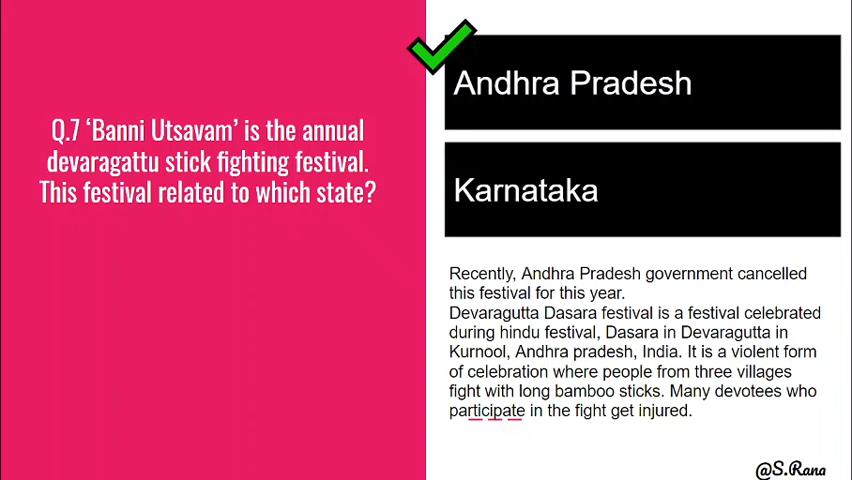 Q.7 ‘Banni Utsavam’ is the annual
devaragattu stick fighting festival.
This festival related to which state?
Andhra Pradesh
Karnataka
Recently, Andhra Pradesh government cancelled
this festival for this year.
Devaragutta Dasara festival is a festival celebrated
during hindu festival, Dasara in Devaragutta in
Kurnool, Andhra pradesh, India. It is a violent form
of celebration where people from three villages
fight with long bamboo sticks. Many devotees who
participate in the fight get injured.
@S.Rana